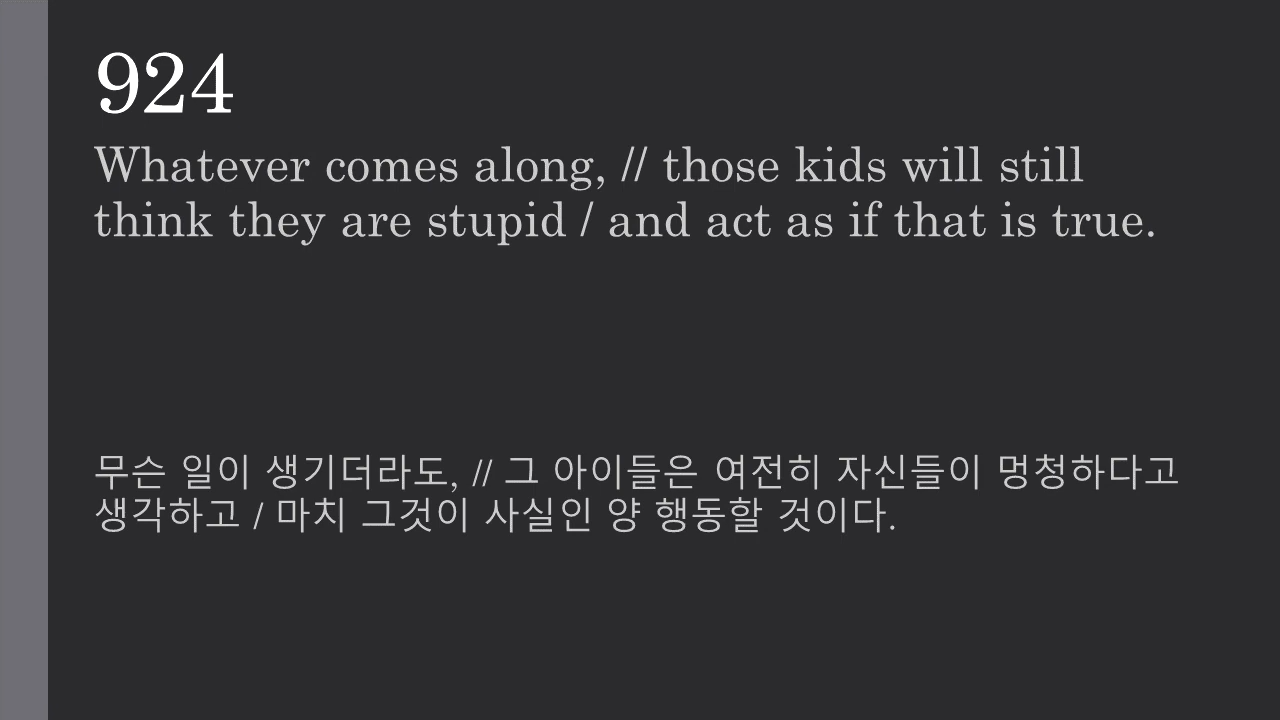 924
Whatever comes along, // those kids will still
think they are stupid / and act as if that is true.
무슨 일이 생기더라도, // 그 아이들은 여전히 자신들이 멍청하다고
생각하고 / 마치 그것이 사실인 양 행동할 것이다.